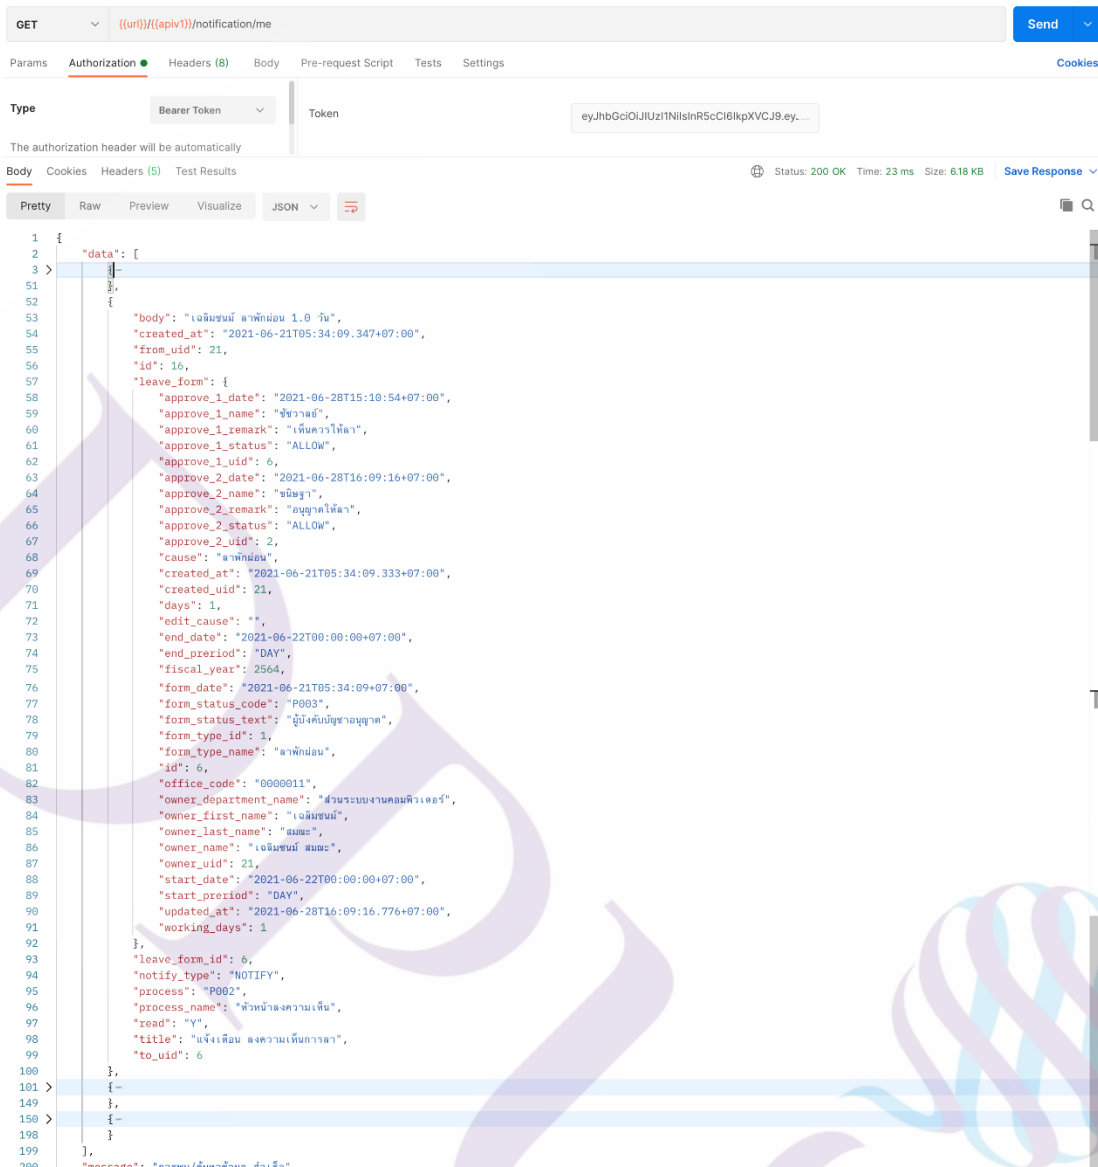 GET {{url}}/{{apiv1}}/notification/me Send
Params Authorization Headers (8) Body Pre-request Script Tests Settings Cookies
Type Bearer Token Token eyJhbGciOiJIUzI1NiIsInR5cCI6IkpXVCJ9.ey....
The authorization header will be automatically
Body Cookies Headers (5) Test Results Status: 200 OK Time: 23 ms Size: 6.18 KB Save Response
Pretty Raw Preview Visualize JSON
1 {
2 "data": [
3 {
51 },
52 {
53 "body": "เฉลิมชนม์ ลาพักผ่อน 1.0 วัน",
54 "created_at": "2021-06-21T05:34:09.347+07:00",
55 "from_uid": 21,
56 "id": 16,
57 "leave_form": {
58 "approve_1_date": "2021-06-28T15:10:54+07:00",
59 "approve_1_name": "ชัชวาลย์",
60 "approve_1_remark": "เห็นควรให้ลา",
61 "approve_1_status": "ALLOW",
62 "approve_1_uid": 6,
63 "approve_2_date": "2021-06-28T16:09:16+07:00",
64 "approve_2_name": "ขนิษฐา",
65 "approve_2_remark": "อนุญาตให้ลา",
66 "approve_2_status": "ALLOW",
67 "approve_2_uid": 2,
68 "cause": "ลาพักผ่อน",
69 "created_at": "2021-06-21T05:34:09.333+07:00",
70 "created_uid": 21,
71 "days": 1,
72 "edit_cause": "",
73 "end_date": "2021-06-22T00:00:00+07:00",
74 "end_preriod": "DAY",
75 "fiscal_year": 2564,
76 "form_date": "2021-06-21T05:34:09+07:00",
77 "form_status_code": "P003",
78 "form_status_text": "ผู้บังคับบัญชาอนุญาต",
79 "form_type_id": 1,
80 "form_type_name": "ลาพักผ่อน",
81 "id": 6,
82 "office_code": "0000011",
83 "owner_department_name": "ส่วนระบบงานคอมพิวเตอร์",
84 "owner_first_name": "เฉลิมชนม์",
85 "owner_last_name": "สมณะ",
86 "owner_name": "เฉลิมชนม์ สมณะ",
87 "owner_uid": 21,
88 "start_date": "2021-06-22T00:00:00+07:00",
89 "start_preriod": "DAY",
90 "updated_at": "2021-06-28T16:09:16.776+07:00",
91 "working_days": 1
92 },
93 "leave_form_id": 6,
94 "notify_type": "NOTIFY",
95 "process": "P002",
96 "process_name": "หัวหน้าลงความเห็น",
97 "read": "Y",
98 "title": "แจ้งเตือน ลงความเห็นการลา",
99 "to_uid": 6
100 },
101 {
149 },
150 {
198 }
199 ],
200 "message":